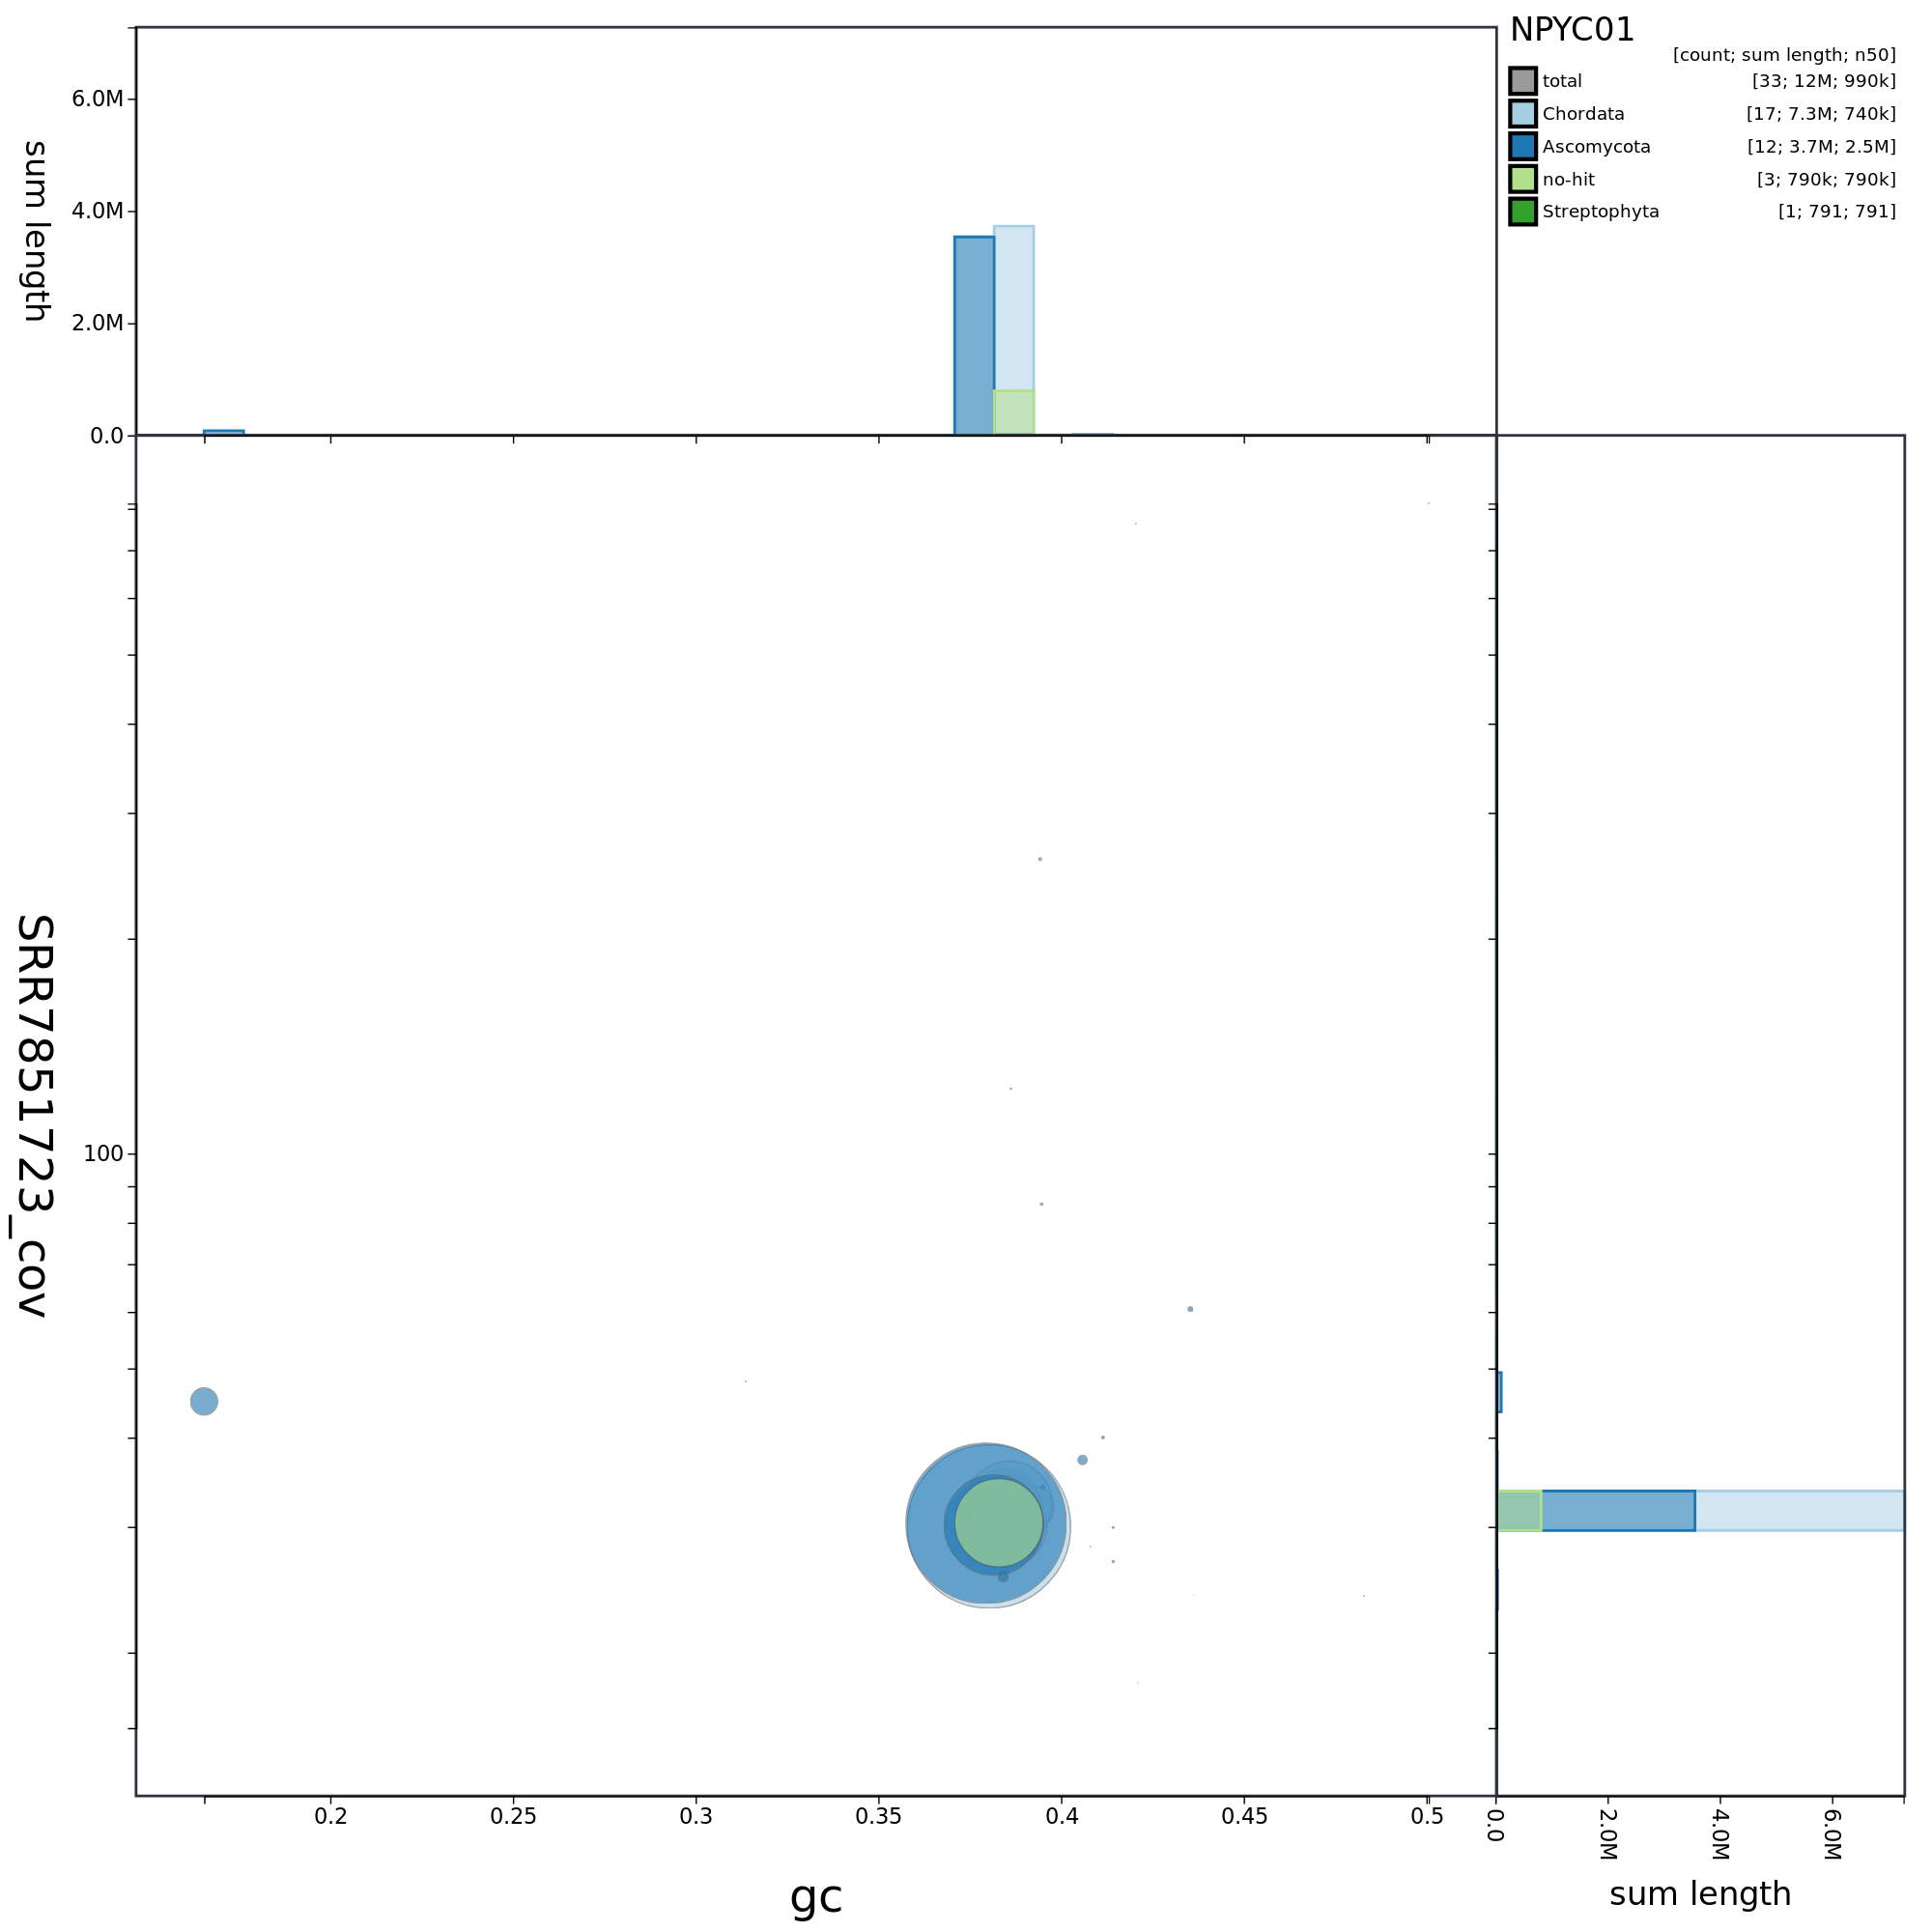 NPYC01
[count; sum length; n50]
total [33; 12M; 990k]
Chordata [17; 7.3M; 740k]
Ascomycota [12; 3.7M; 2.5M]
no-hit [3; 790k; 790k]
Streptophyta [1; 791; 791]
sum length
6.0M
4.0M
2.0M
0.0
SRR7851723_cov
100
0.2 0.25 0.3 0.35 0.4 0.45 0.5
gc
0.0 2.0M 4.0M 6.0M
sum length